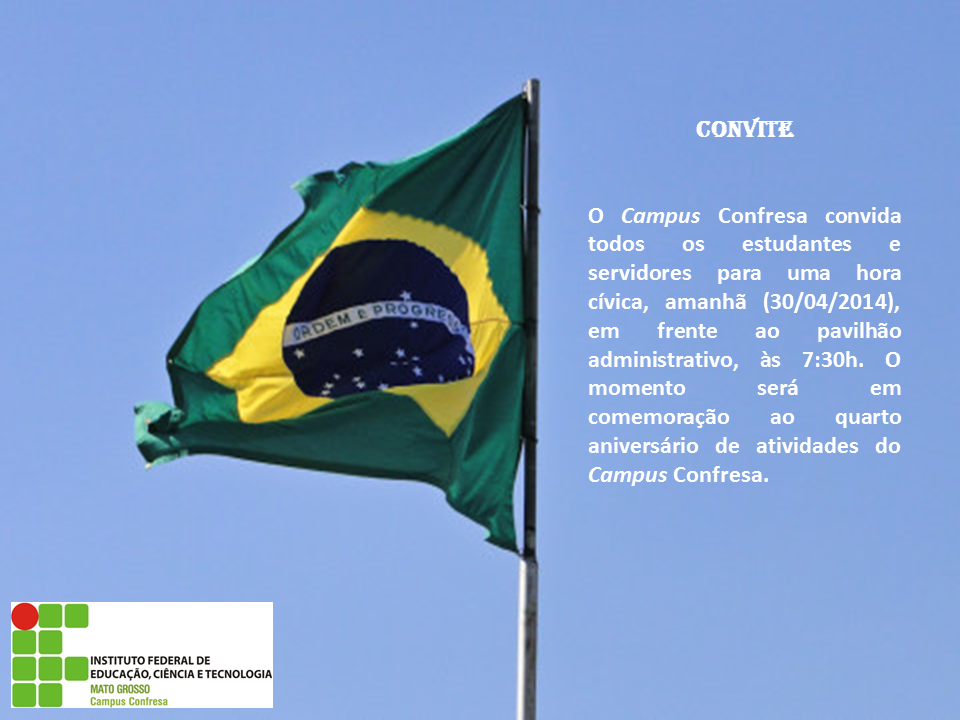 CONVITE
O Campus Confresa convida
todos os estudantes e
servidores para uma hora
cívica, amanhã (30/04/2014),
em frente ao pavilhão
administrativo, às 7:30h. O
momento será em
comemoração ao quarto
aniversário de atividades do
Campus Confresa.
ORDEM E PROGRESSO
INSTITUTO FEDERAL DE
EDUCAÇÃO, CIÊNCIA E TECNOLOGIA
MATO GROSSO
Campus Confresa